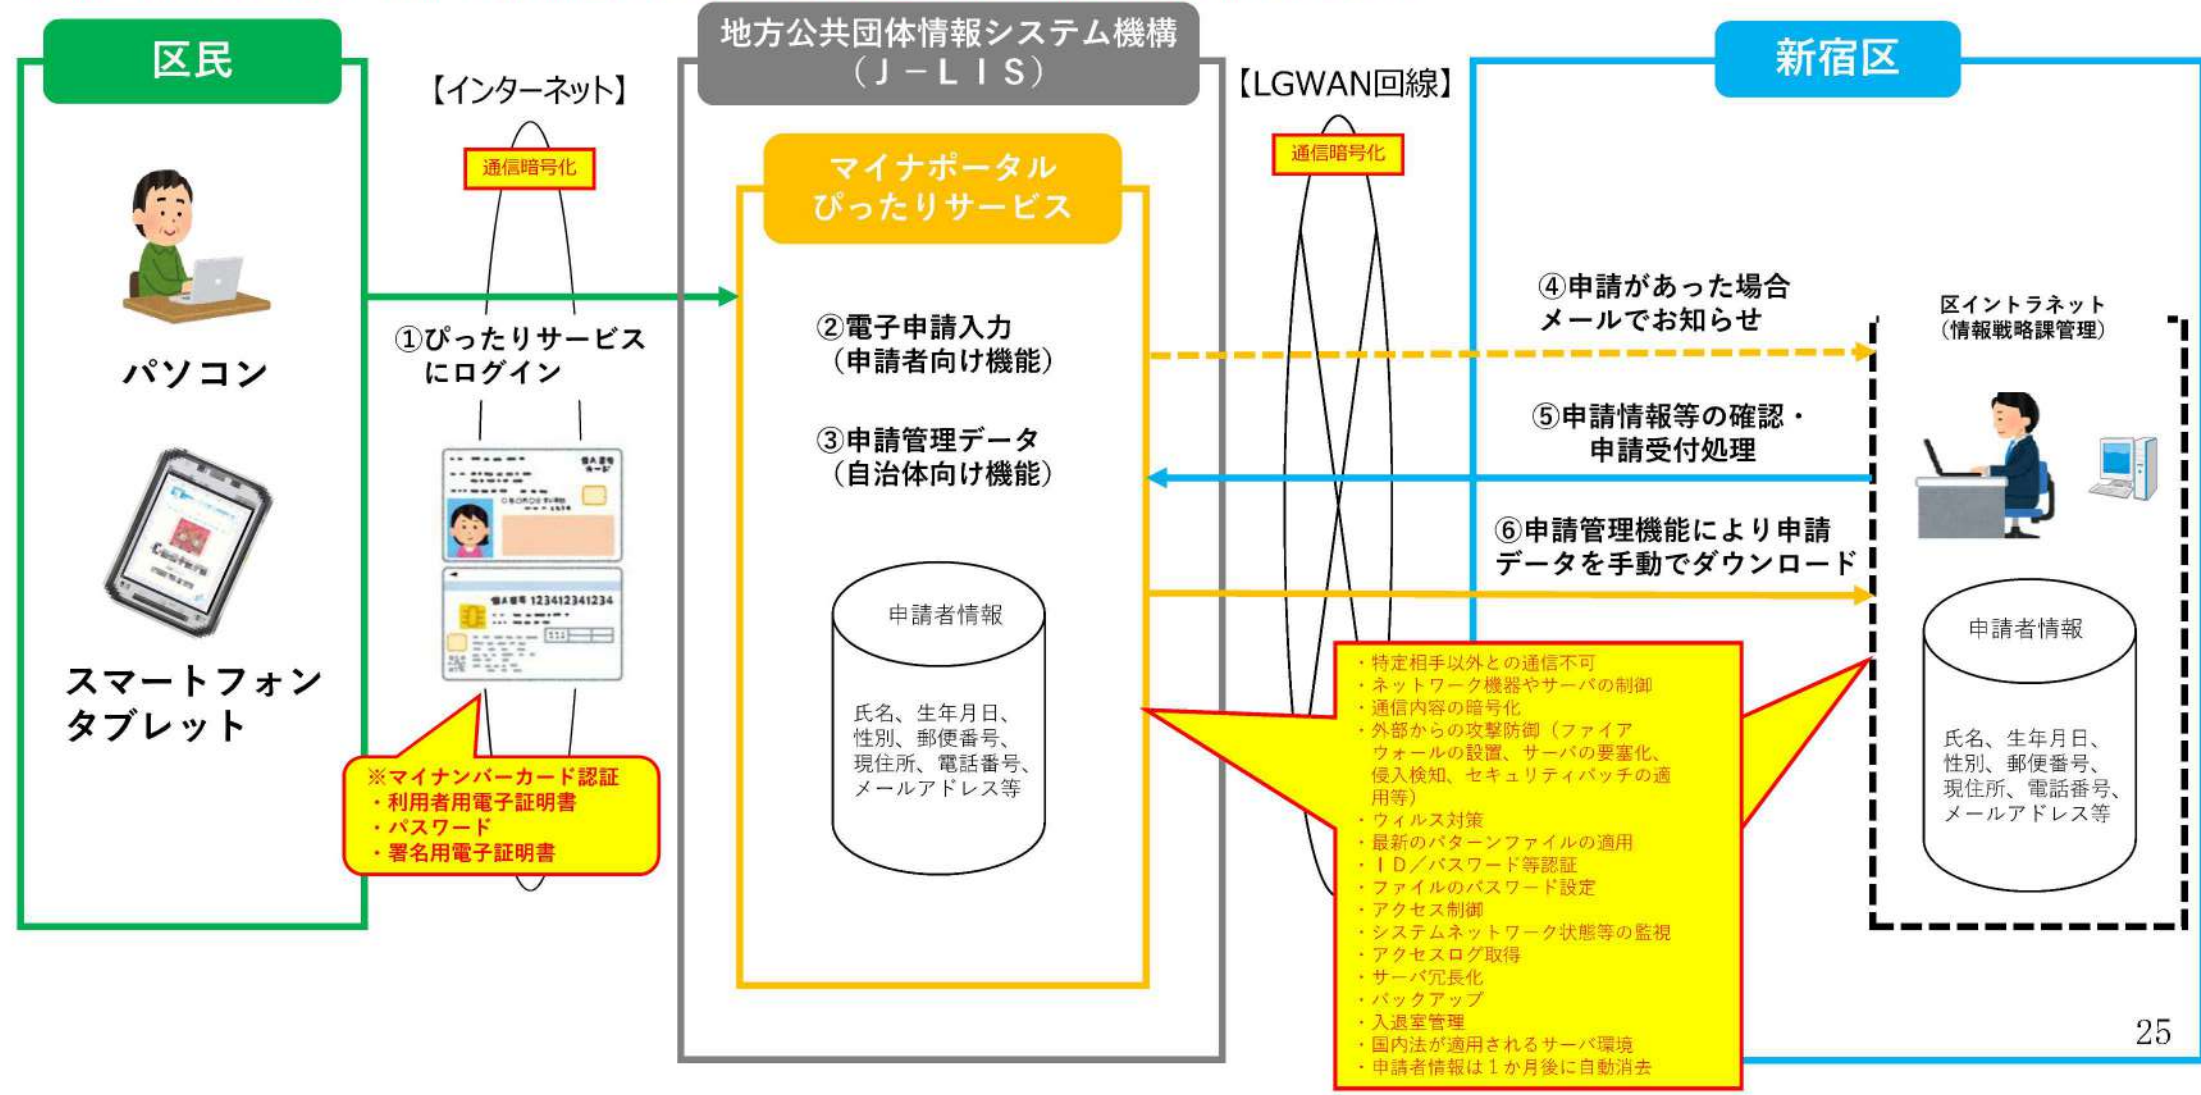 区民
パソコン
スマートフォン
タブレット
【インターネット】
通信暗号化
①ぴったりサービス
にログイン
個人番号
カード
個人番号 123412341234
※マイナンバーカード認証
・利用者用電子証明書
・パスワード
・署名用電子証明書
地方公共団体情報システム機構
（Ｊ－ＬＩＳ）
マイナポータル
ぴったりサービス
②電子申請入力
（申請者向け機能）
③申請管理データ
（自治体向け機能）
申請者情報
氏名、生年月日、
性別、郵便番号、
現住所、電話番号、
メールアドレス等
【LGWAN回線】
通信暗号化
新宿区
④申請があった場合
メールでお知らせ
⑤申請情報等の確認・
申請受付処理
⑥申請管理機能により申請
データを手動でダウンロード
区イントラネット
（情報戦略課管理）
申請者情報
氏名、生年月日、
性別、郵便番号、
現住所、電話番号、
メールアドレス等
・特定相手以外との通信不可
・ネットワーク機器やサーバの制御
・通信内容の暗号化
・外部からの攻撃防御（ファイア
ウォールの設置、サーバの要塞化、
侵入検知、セキュリティパッチの適
用等）
・ウィルス対策
・最新のパターンファイルの適用
・ＩＤ／パスワード等認証
・ファイルのパスワード設定
・アクセス制御
・システムネットワーク状態等の監視
・アクセスログ取得
・サーバ冗長化
・バックアップ
・入退室管理
・国内法が適用されるサーバ環境
・申請者情報は１か月後に自動消去
25